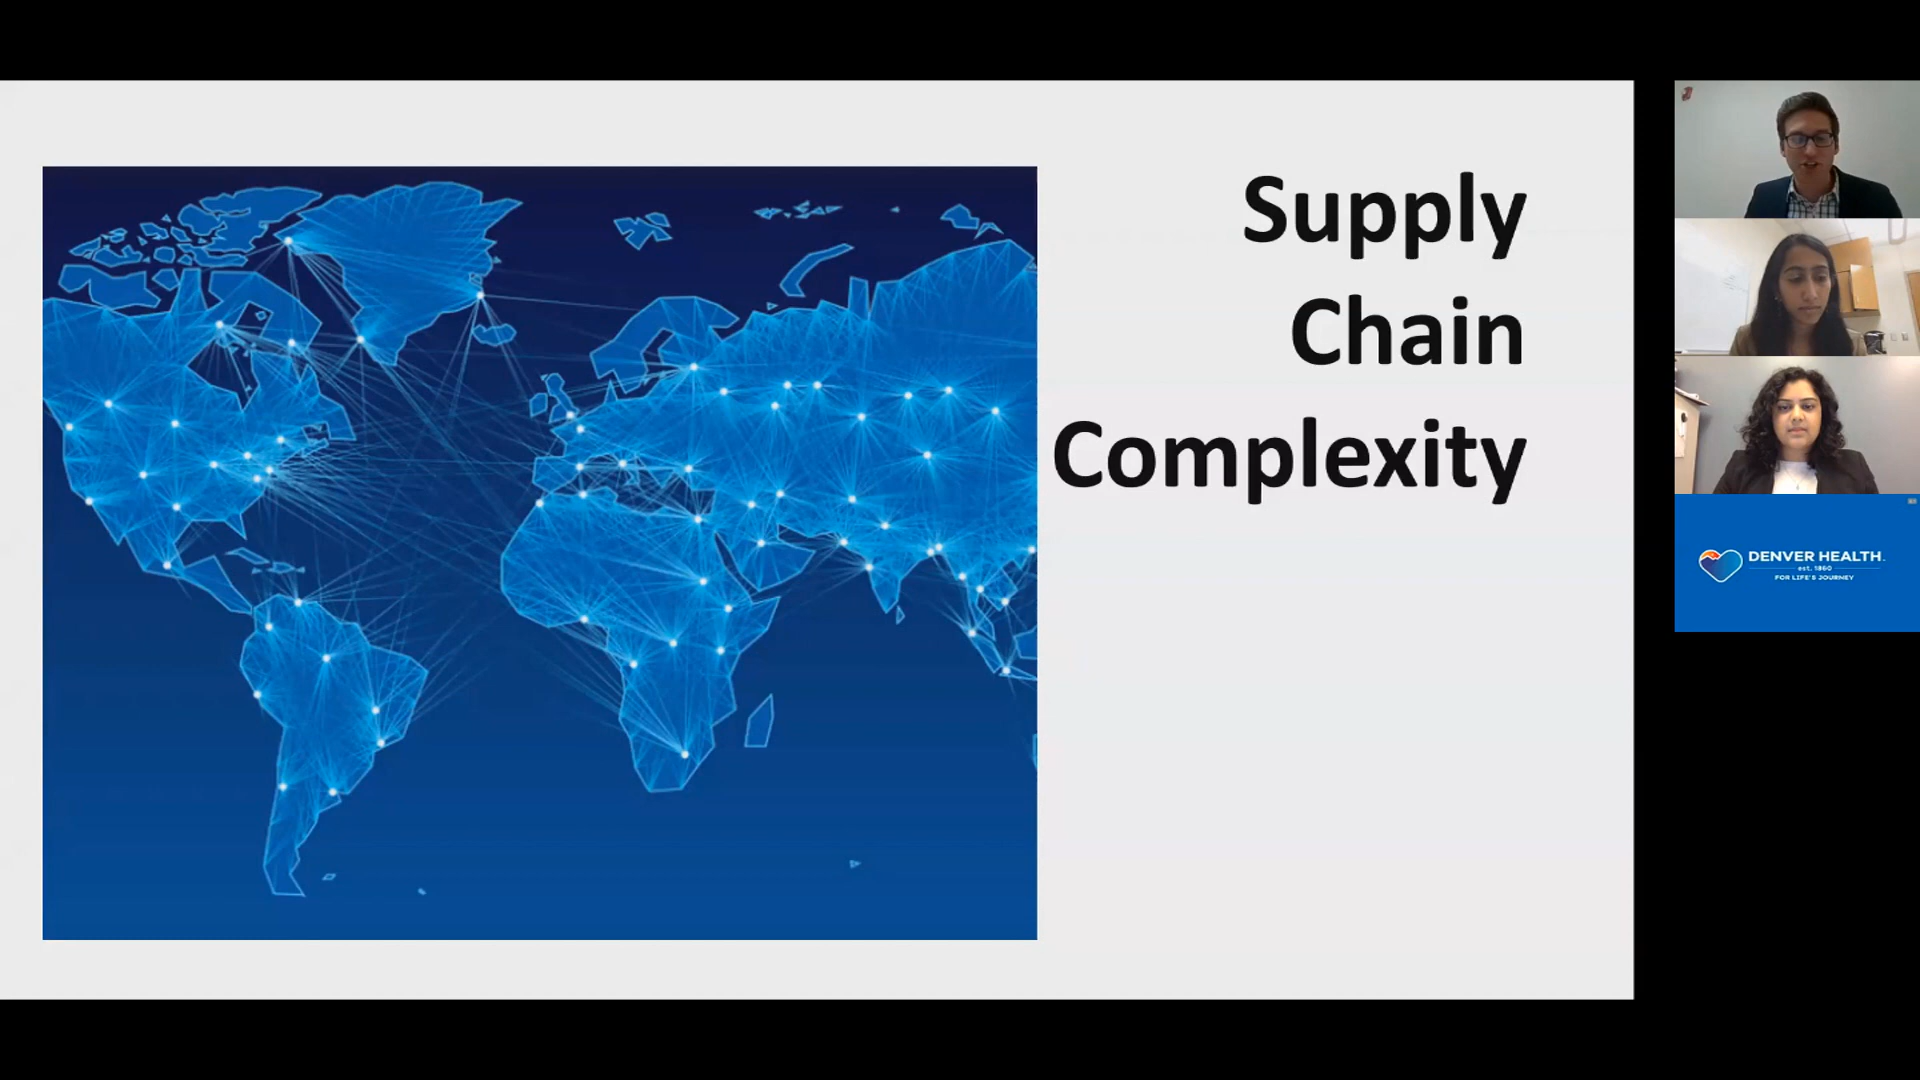 Supply
Chain
Complexity
DENVER HEALTH
est. 1860
FOR LIFE'S JOURNEY